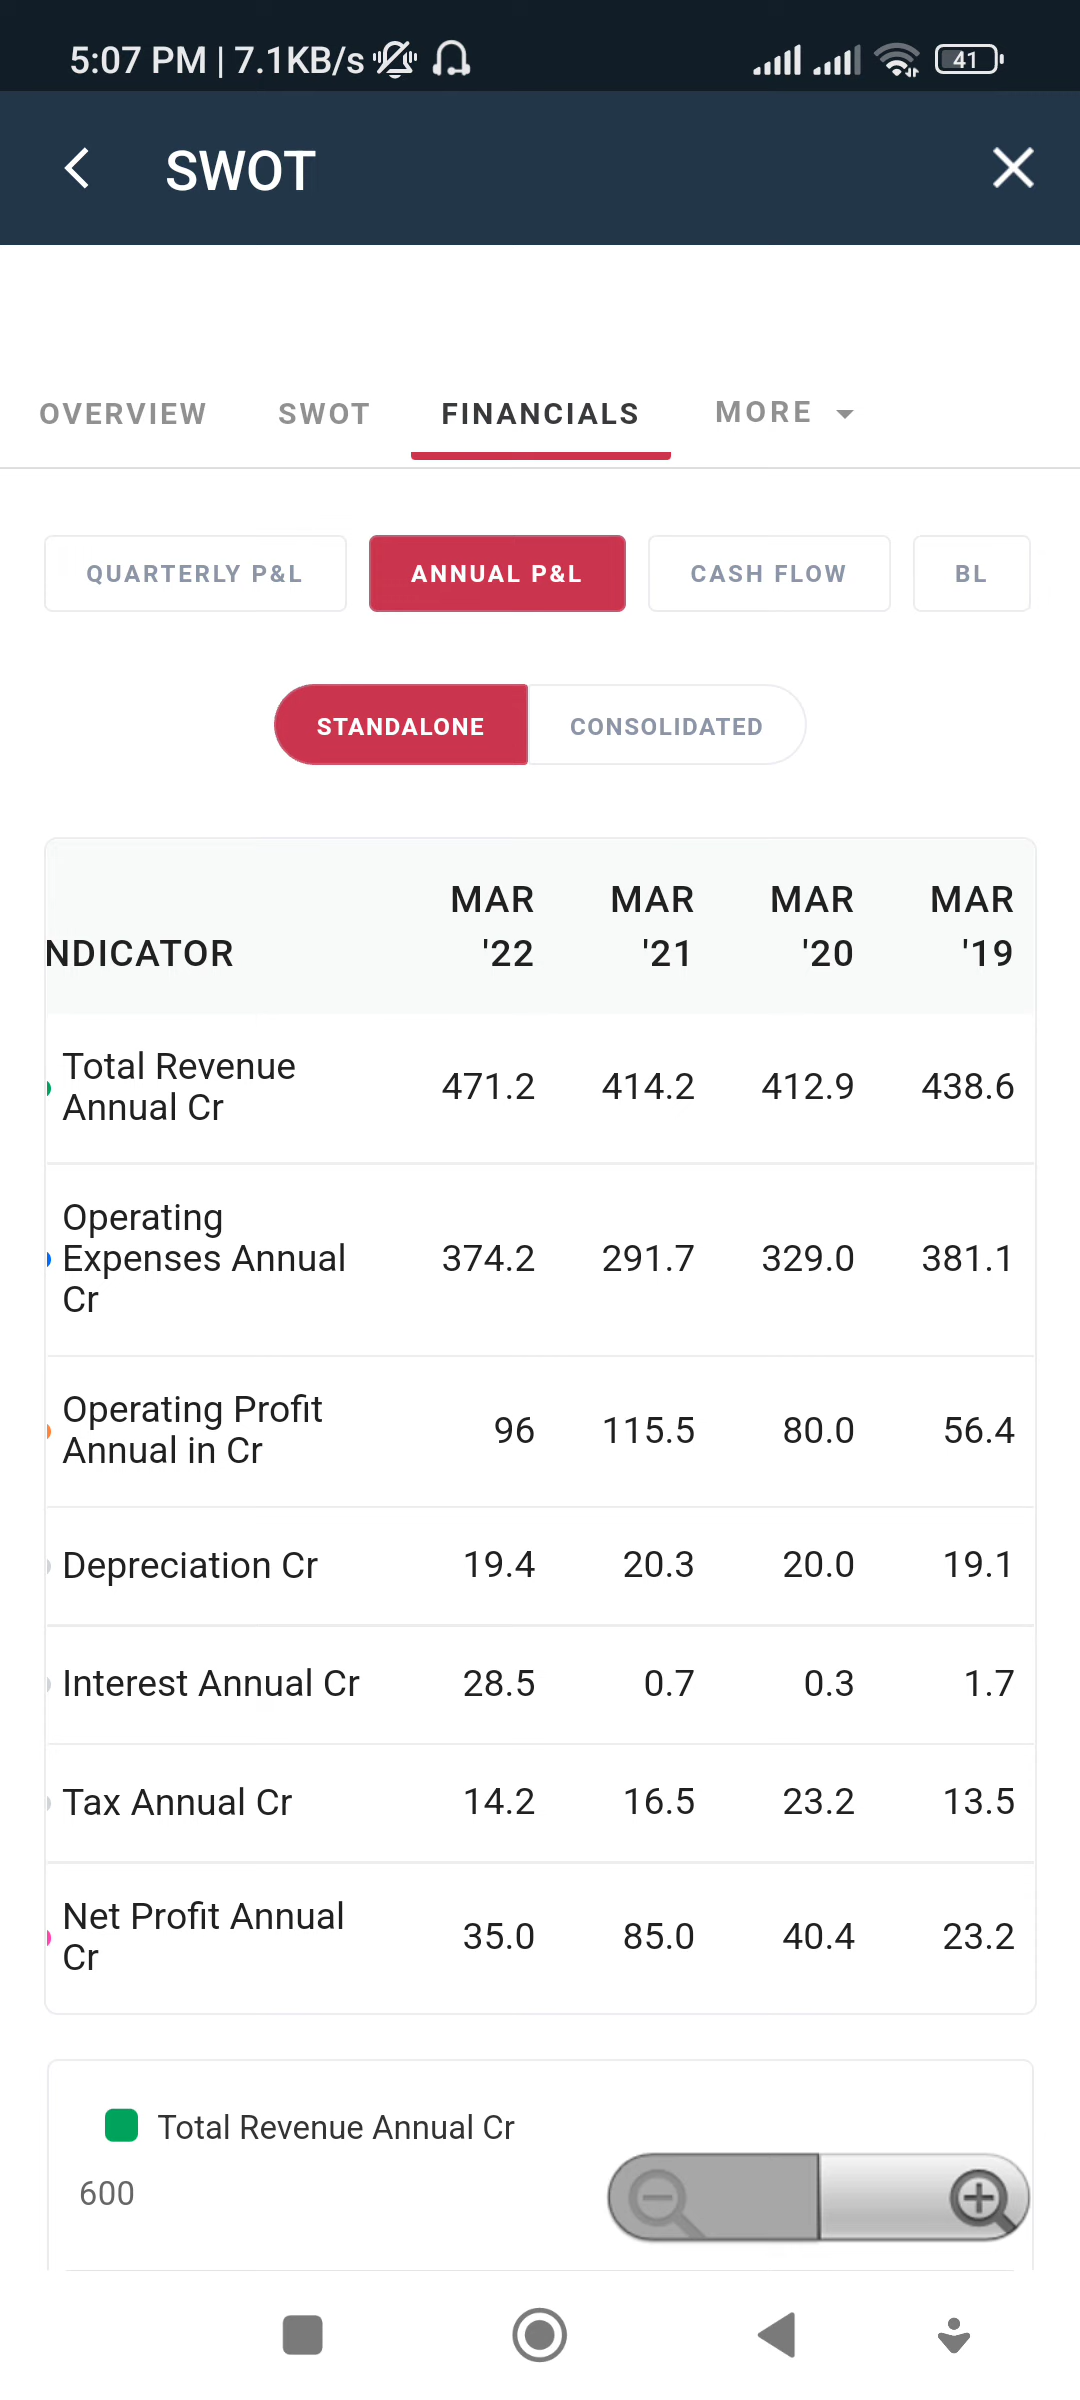 5:07 PM | 7.1KB/s
41
SWOT
OVERVIEW SWOT FINANCIALS MORE
QUARTERLY P&L ANNUAL P&L CASH FLOW BL
STANDALONE CONSOLIDATED
MAR MAR MAR MAR
NDICATOR '22 '21 '20 '19
Total Revenue
Annual Cr 471.2 414.2 412.9 438.6
Operating
Expenses Annual 374.2 291.7 329.0 381.1
Cr
Operating Profit
Annual in Cr 96 115.5 80.0 56.4
Depreciation Cr 19.4 20.3 20.0 19.1
Interest Annual Cr 28.5 0.7 0.3 1.7
Tax Annual Cr 14.2 16.5 23.2 13.5
Net Profit Annual
Cr 35.0 85.0 40.4 23.2
Total Revenue Annual Cr
600